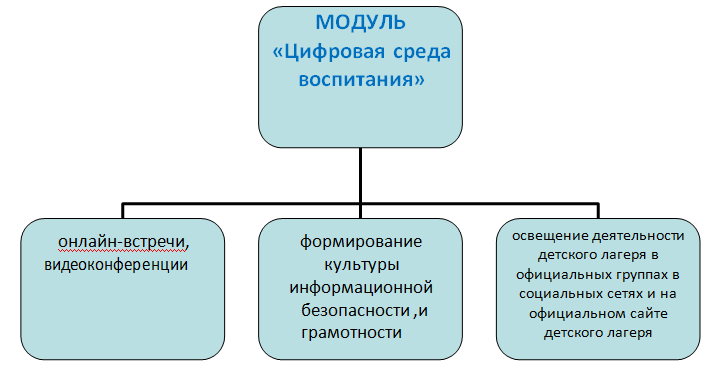 МОДУЛЬ
«Цифровая среда
воспитания»
онлайн-встречи,
видеоконференции
формирование
культуры
информационной
безопасности ,и
грамотности
освещение деятельности
детского лагеря в
официальных группах в
социальных сетях и на
официальном сайте
детского лагеря